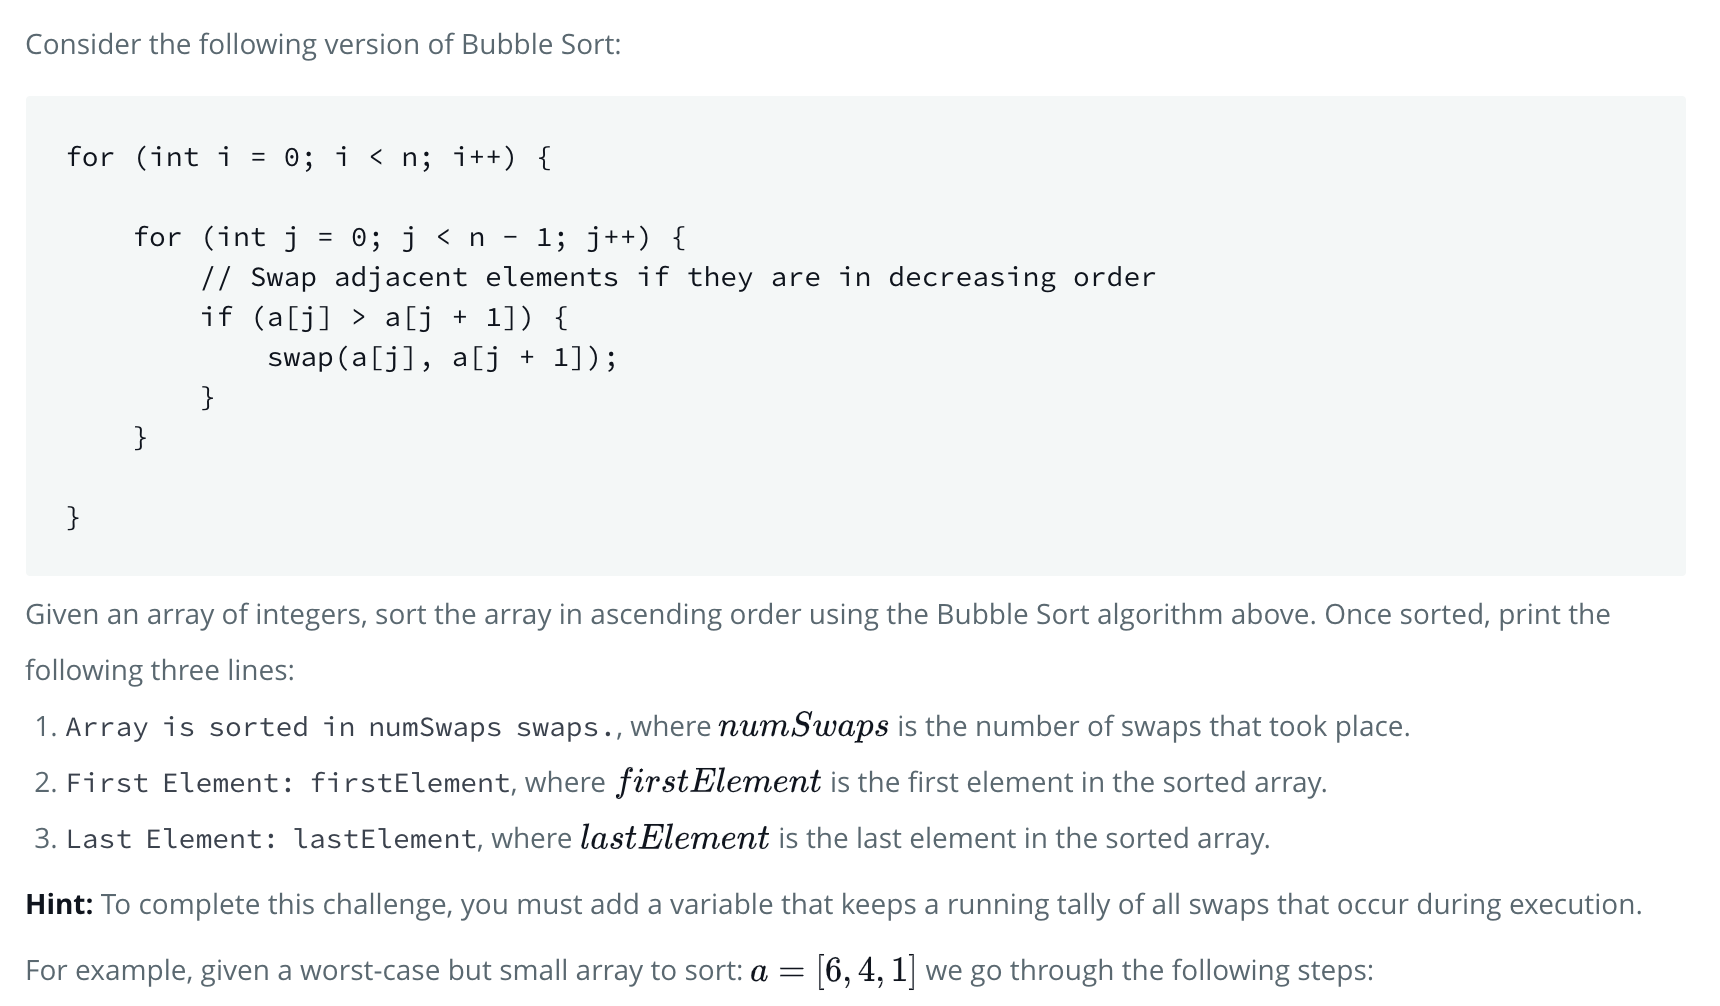 Consider the following version of Bubble Sort:
for (int i = 0; i < n; i++) {
    for (int j = 0; j < n - 1; j++) {
        // Swap adjacent elements if they are in decreasing order
        if (a[j] > a[j + 1]) {
            swap(a[j], a[j + 1]);
        }
    }
}
Given an array of integers, sort the array in ascending order using the Bubble Sort algorithm above. Once sorted, print the
following three lines:
1. Array is sorted in numSwaps swaps., where numSwaps is the number of swaps that took place.
2. First Element: firstElement, where firstElement is the first element in the sorted array.
3. Last Element: lastElement, where lastElement is the last element in the sorted array.
Hint: To complete this challenge, you must add a variable that keeps a running tally of all swaps that occur during execution.
For example, given a worst-case but small array to sort: a = [6, 4, 1] we go through the following steps: